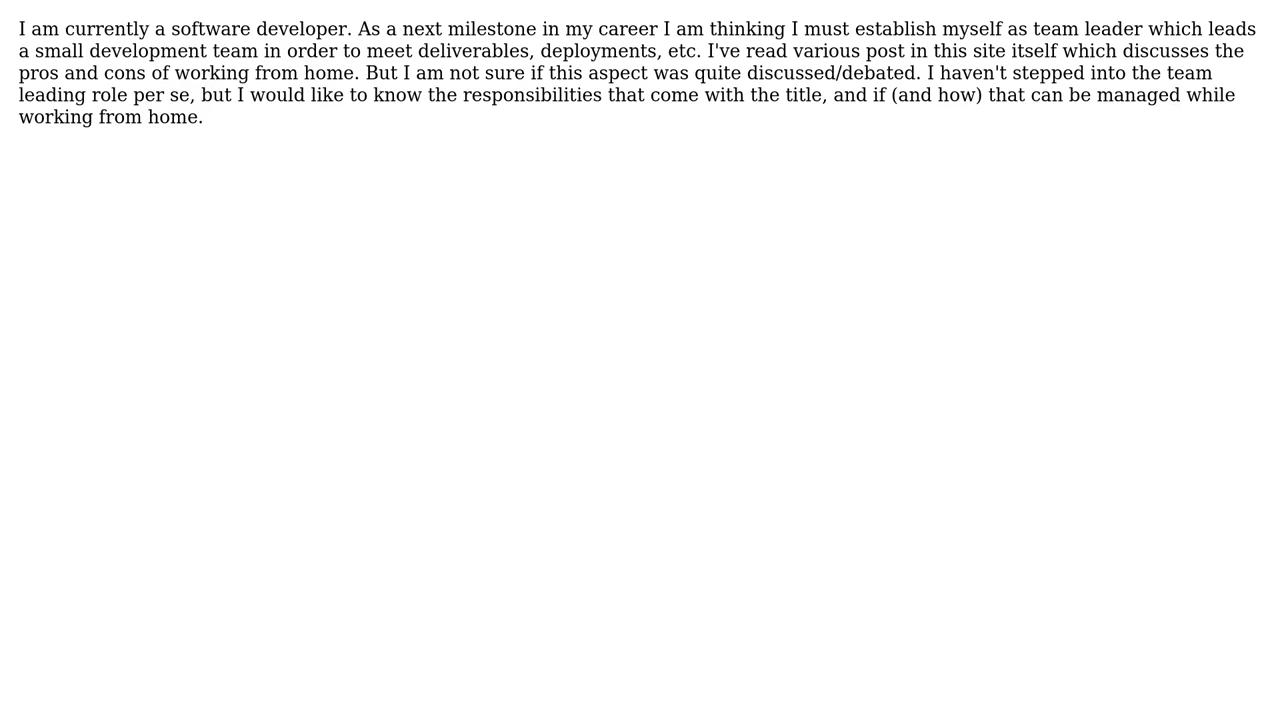 I am currently a software developer. As a next milestone in my career I am thinking I must establish myself as team leader which leads
a small development team in order to meet deliverables, deployments, etc. I've read various post in this site itself which discusses the
pros and cons of working from home. But I am not sure if this aspect was quite discussed/debated. I haven't stepped into the team
leading role per se, but I would like to know the responsibilities that come with the title, and if (and how) that can be managed while
working from home.